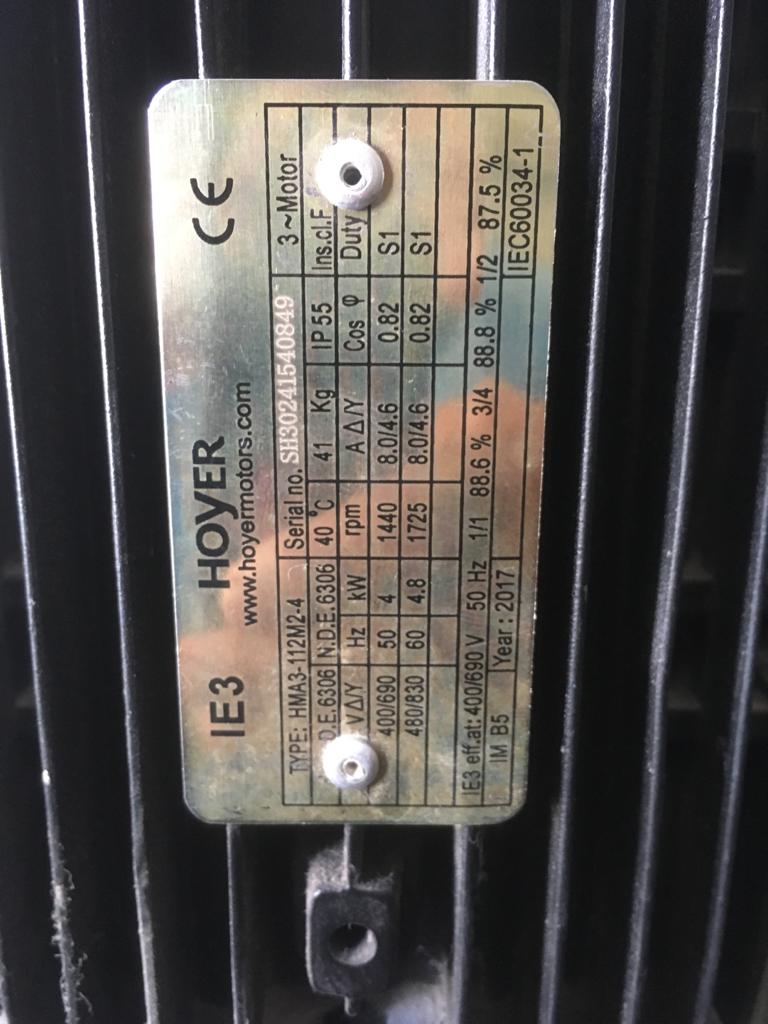 IE3 HOYER CE
www.hoyermotors.com
TYPE: HMA3-112M2-4 Serial no. SH30241540849 3~Motor
D.E.6306 N.D.E.6306 40 °C 41 Kg IP 55 Ins.cl.F
V Δ/Y Hz kW rpm A Δ/Y Cos φ Duty
400/690 50 4 1440 8.0/4.6 0.82 S1
480/830 60 4.8 1725 8.0/4.6 0.82 S1
IE3 eff.at: 400/690 V 50 Hz 1/1 88.6 % 3/4 88.8 % 1/2 87.5 %
IM B5 Year: 2017 IEC60034-1